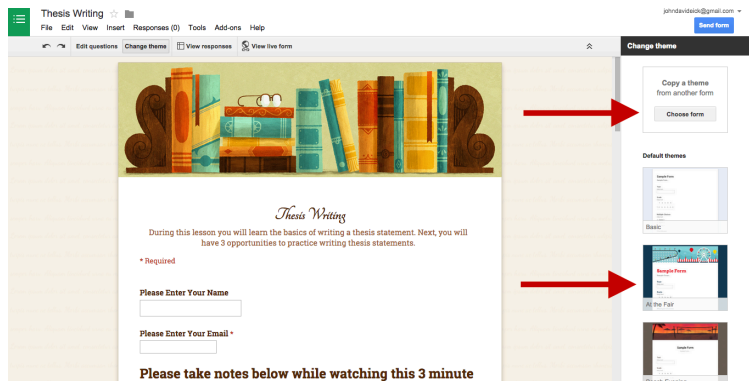 Thesis Writing
johndavideick@gmail.com
File Edit View Insert Responses (0) Tools Add-ons Help
Send form
Edit questions Change theme View responses View live form
Change theme
Copy a theme
from another form
Choose form
Default themes
Sample Form
Basic
Sample Form
At the Fair
Sample Form
Thesis Writing
During this lesson you will learn the basics of writing a thesis statement. Next, you will
have 3 opportunities to practice writing thesis statements.
* Required
Please Enter Your Name
Please Enter Your Email *
Please take notes below while watching this 3 minute